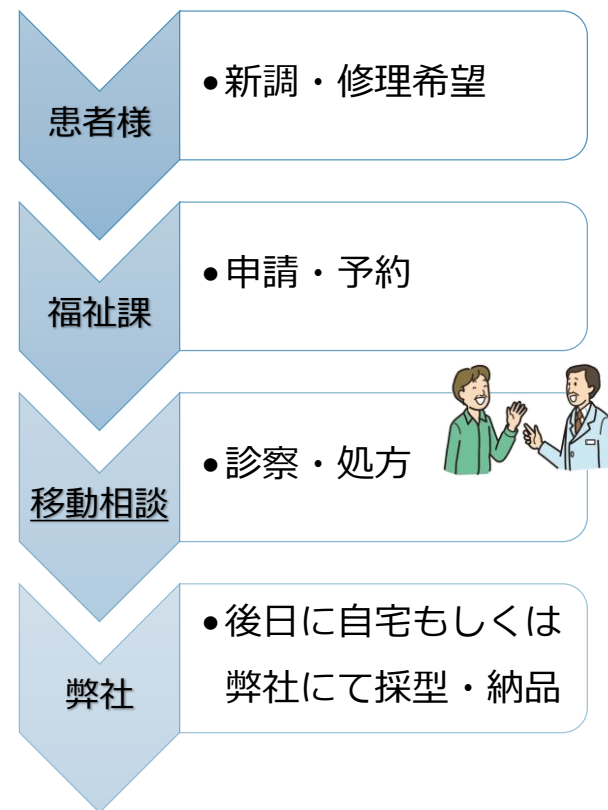 患者様
•新調・修理希望
福祉課
•申請・予約
移動相談
•診察・処方
弊社
•後日に自宅もしくは
弊社にて採型・納品